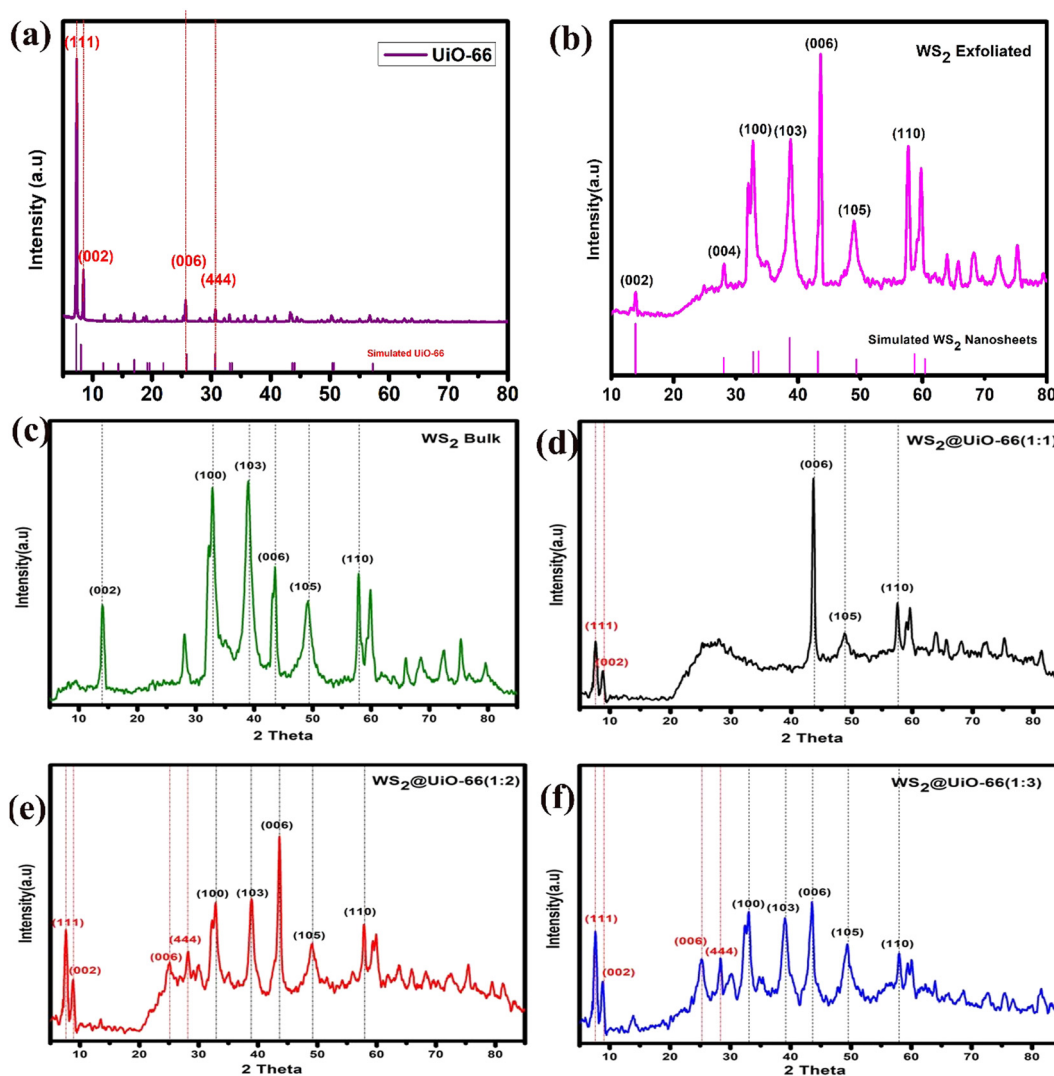 (a)
(111)
UiO-66
(002)
(006)
(444)
Simulated UiO-66
Intensity (a.u)
10 20 30 40 50 60 70 80
(b)
WS2 Exfoliated
(006)
(100)
(103)
(110)
(105)
(004)
(002)
Simulated WS2 Nanosheets
Intensity(a.u)
10 20 30 40 50 60 70 80
(c)
WS2 Bulk
(100)
(103)
(006)
(002)
(105)
(110)
Intensity(a.u)
10 20 30 40 50 60 70 80
2 Theta
(d)
WS2@UiO-66(1:1)
(006)
(110)
(105)
(111)
(002)
Intensity(a.u)
10 20 30 40 50 60 70 80
2 Theta
(e)
WS2@UiO-66(1:2)
(006)
(100)
(103)
(111)
(444)
(105)
(110)
(002)
(006)
Intensity(a.u)
10 20 30 40 50 60 70 80
2 Theta
(f)
WS2@UiO-66(1:3)
(006)
(100)
(103)
(111)
(105)
(006)
(444)
(110)
(002)
Intensity(a.u)
10 20 30 40 50 60 70 80
2 Theta